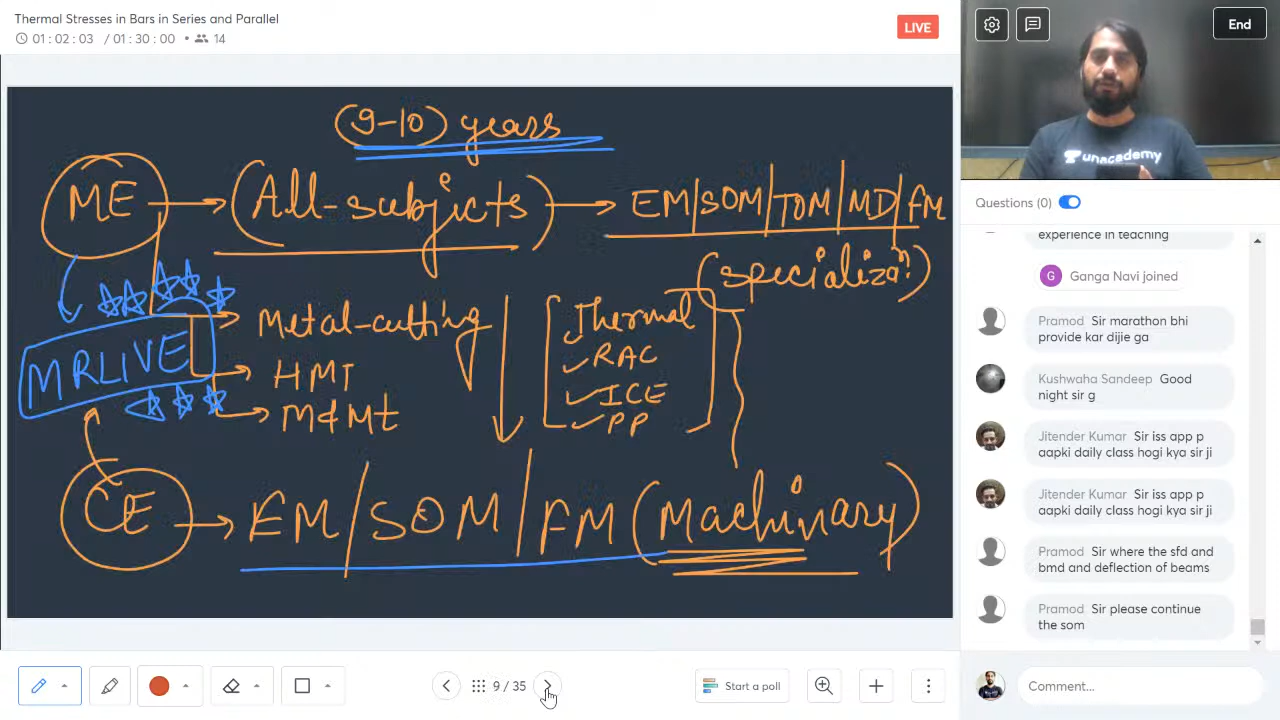 Thermal Stresses in Bars in Series and Parallel
01:02:03 / 01:30:00 • 14
LIVE
End
unacademy
(9-10) years
ME → (All-subjicts) → EM/SOM/TOM/MD/FM
(specializan)
Metal-cutting
HMT
M&Mt
Thermal
RAC
ICE
PP
MRLIVE
CE → EM/SOM/FM (Machinary)
Questions (0)
experience in teaching
G Ganga Navi joined
Pramod Sir marathon bhi
provide kar dijie ga
Kushwaha Sandeep Good
night sir g
Jitender Kumar Sir iss app p
aapki daily class hogi kya sir ji
Jitender Kumar Sir iss app p
aapki daily class hogi kya sir ji
Pramod Sir where the sfd and
bmd and deflection of beams
Pramod Sir please continue
the som
9 / 35
Start a poll
Comment...